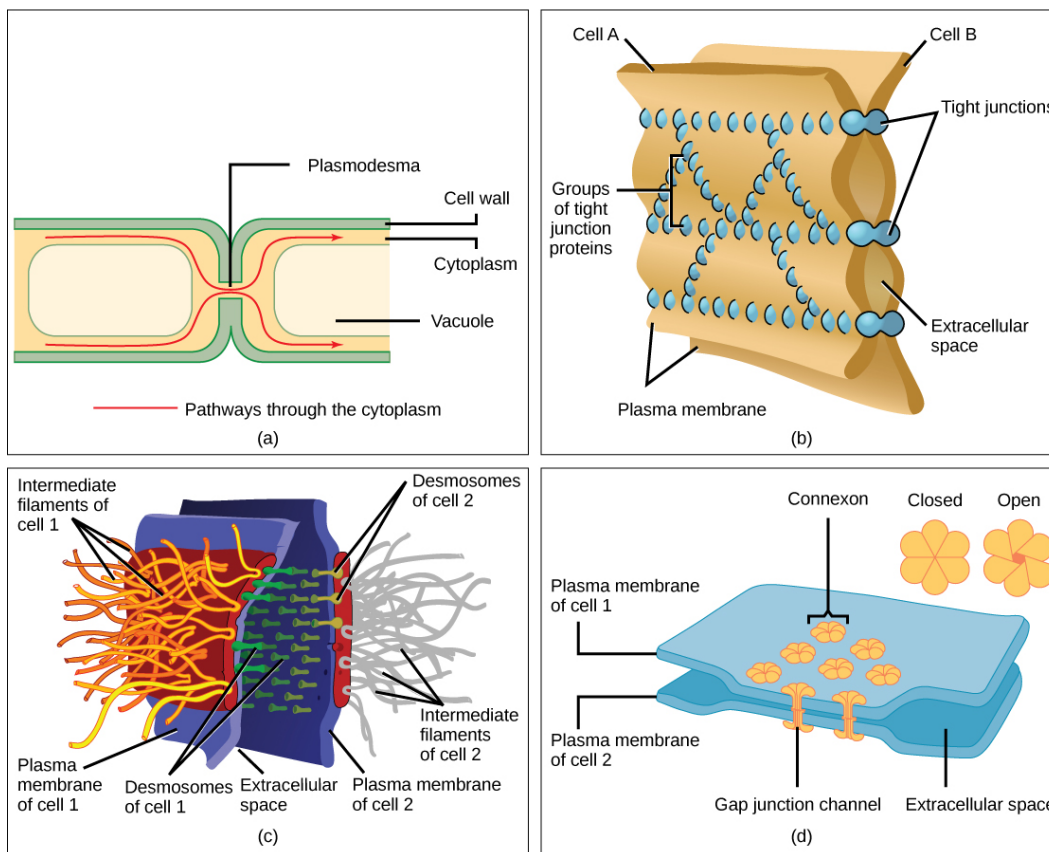 Plasmodesma
Cell wall
Cytoplasm
Vacuole
Pathways through the cytoplasm
(a)
Cell A
Cell B
Tight junctions
Groups
of tight
junction
proteins
Extracellular
space
Plasma membrane
(b)
Intermediate
filaments of
cell 1
Desmosomes
of cell 2
Intermediate
filaments
of cell 2
Plasma
membrane
of cell 1
Desmosomes
of cell 1
Extracellular
space
Plasma membrane
of cell 2
(c)
Connexon
Closed
Open
Plasma membrane
of cell 1
Plasma membrane
of cell 2
Gap junction channel
Extracellular space
(d)